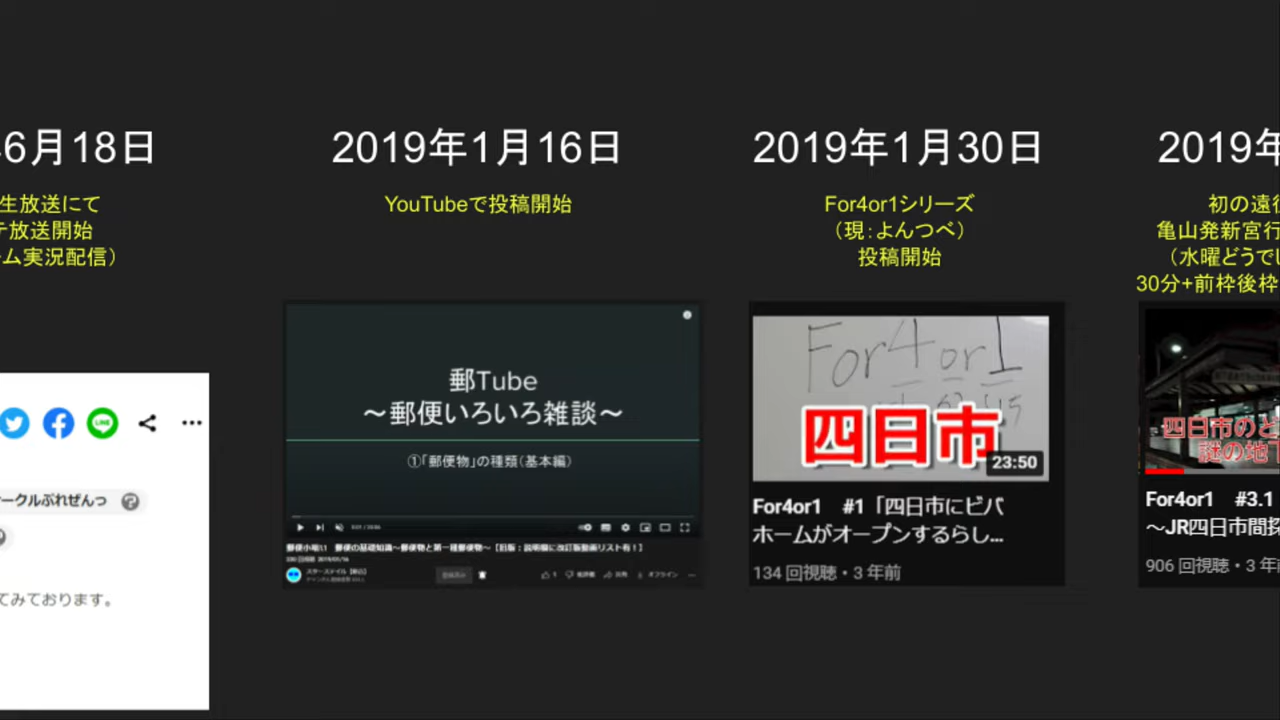 6月18日
生放送にて
テ放送開始
ム実況配信）
ークルぷれぜんつ
てみております。
2019年1月16日
YouTubeで投稿開始
郵Tube
～郵便いろいろ雑談～
①「郵便物」の種類（基本編）
2019年1月30日
For4or1シリーズ
（現：よんつべ）
投稿開始
For4or1
四日市
23:50
For4or1 #1「四日市にビバ
ホームがオープンするらし...
134 回視聴・3 年前
2019年
初の遠征
亀山発新宮行
（水曜どうでし
30分+前枠後枠
四日市のど
謎の地下
For4or1 #3.1
～JR四日市間探
906 回視聴・3 年前